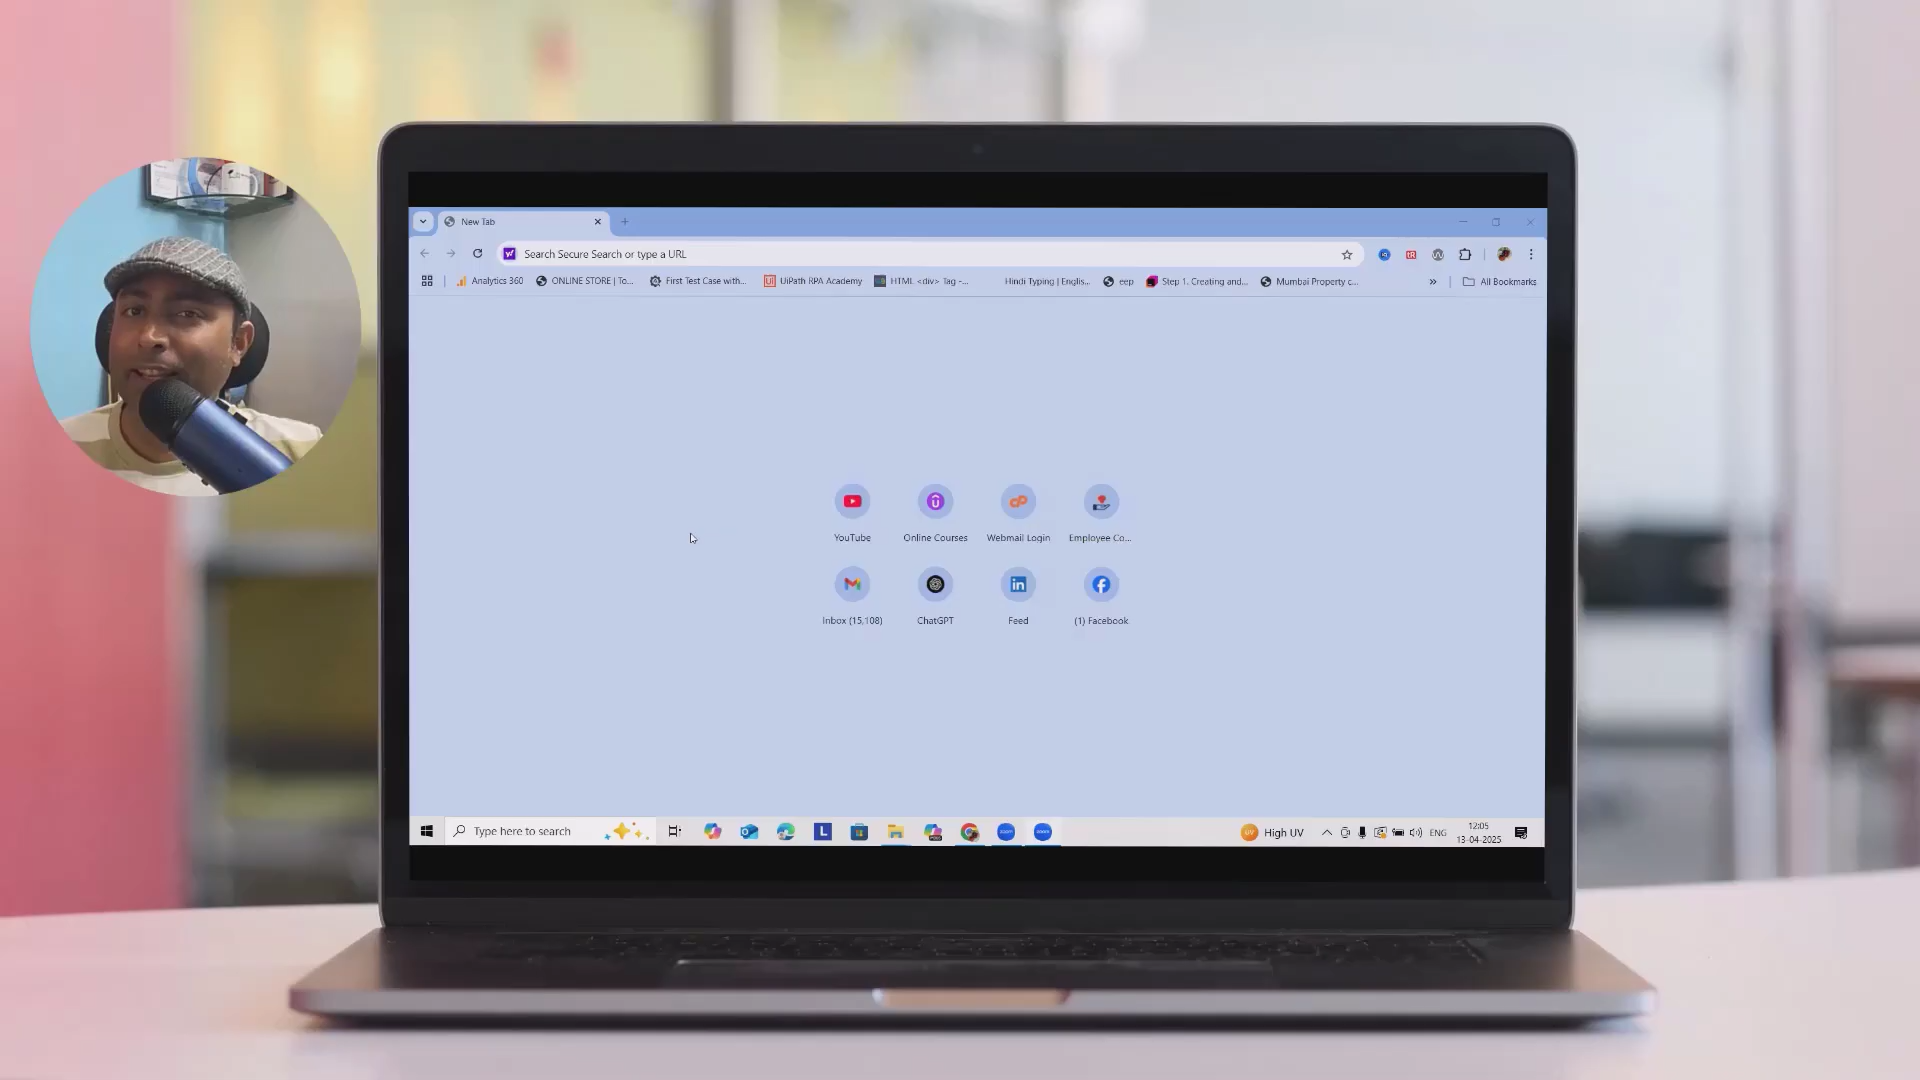 New Tab
Search Secure Search or type a URL
Analytics 360 ONLINE STORE | To... First Test Case with... UiPath RPA Academy HTML <div> Tag -... Hindi Typing | Englis... eep Step 1. Creating and... Mumbai Property c... » All Bookmarks
YouTube Online Courses Webmail Login Employee Co...
Inbox (15,108) ChatGPT Feed (1) Facebook
Type here to search High UV ENG 12:05
13-04-2025